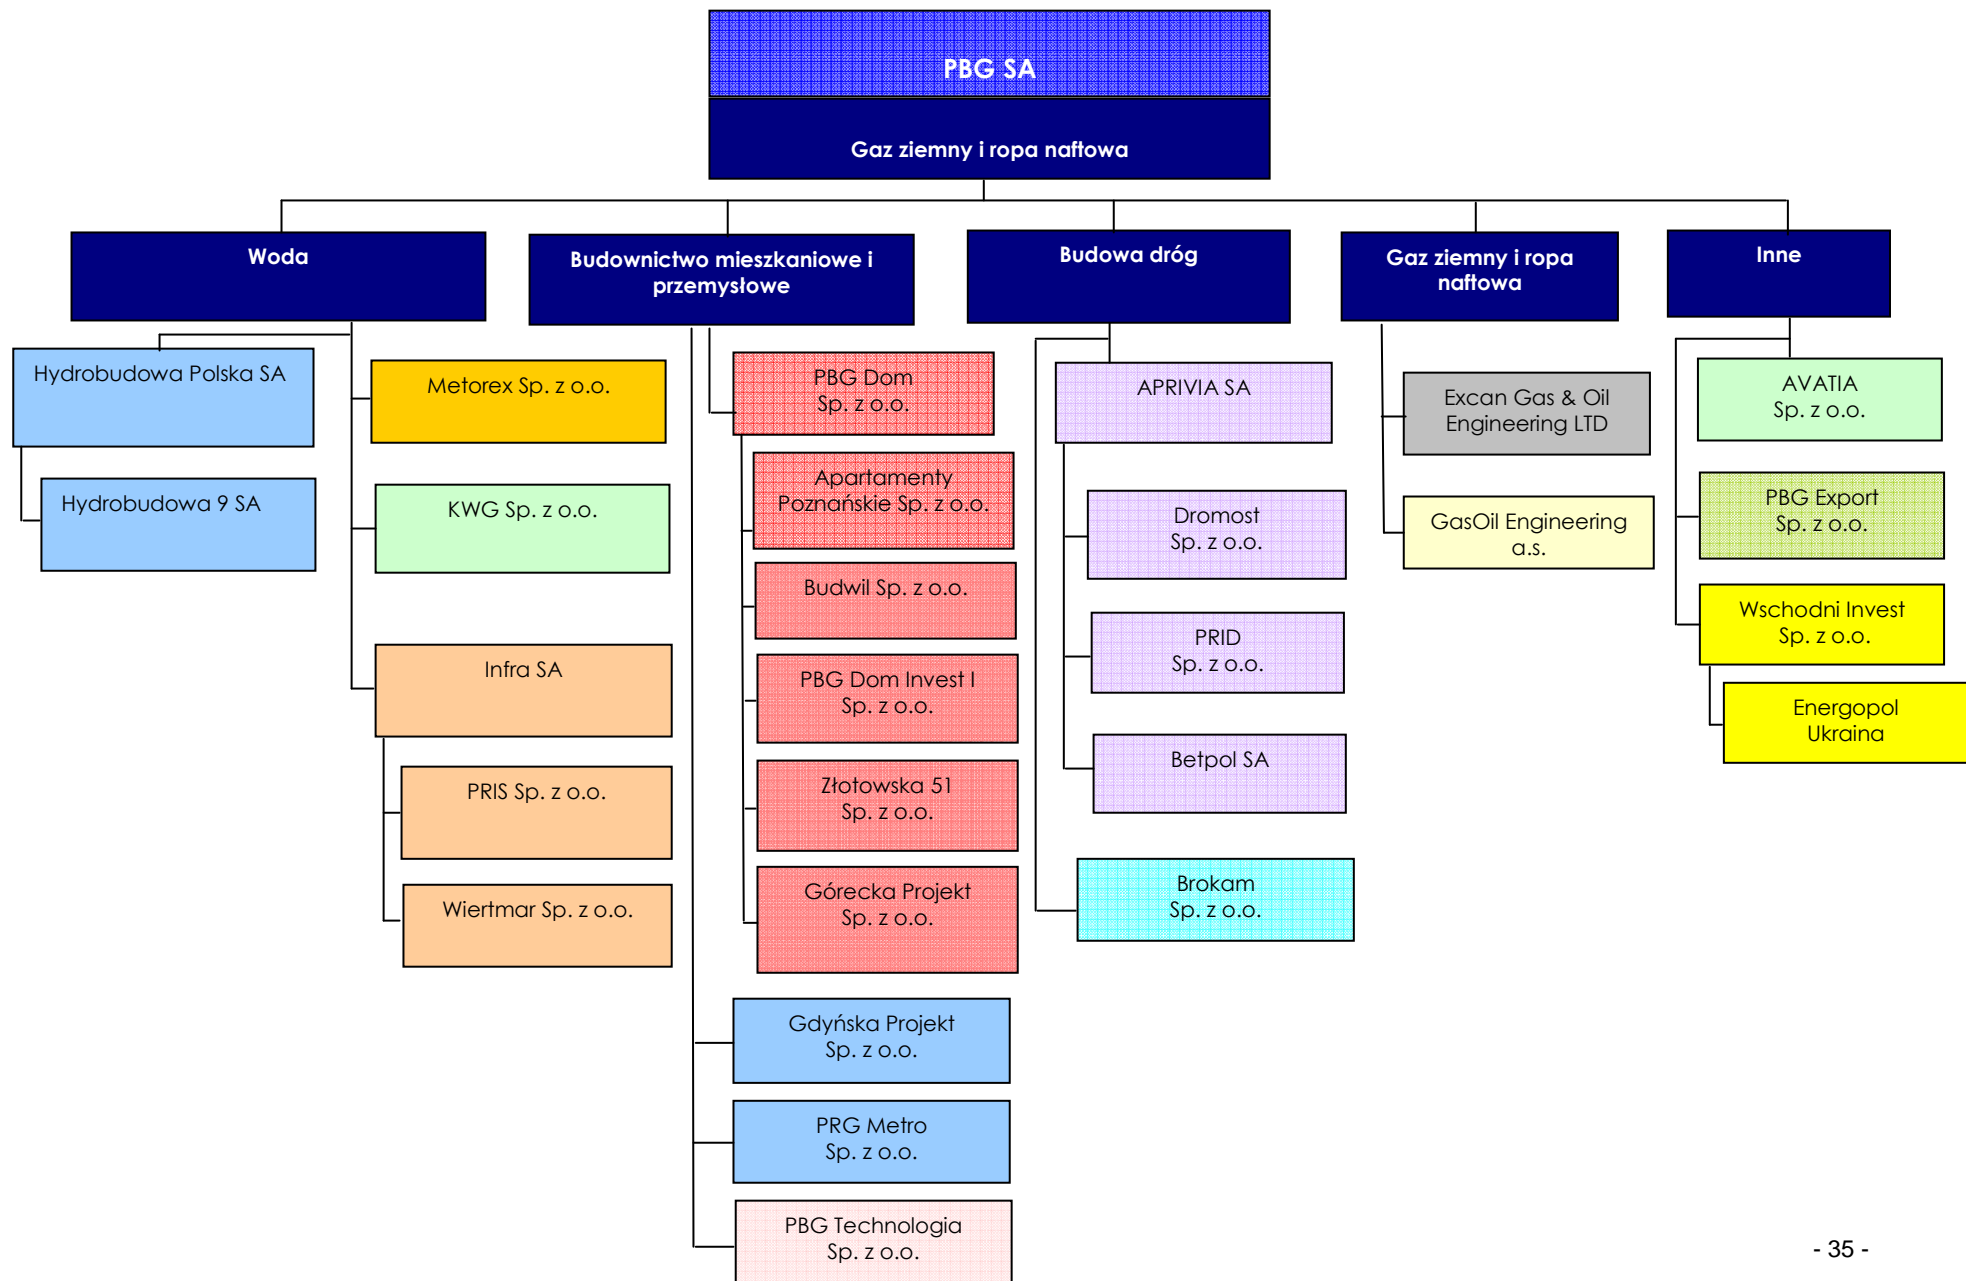 PBG SA
Gaz ziemny i ropa naftowa
Woda
Hydrobudowa Polska SA
Hydrobudowa 9 SA
Metorex Sp. z o.o.
KWG Sp. z o.o.
Infra SA
PRIS Sp. z o.o.
Wiertmar Sp. z o.o.
Budownictwo mieszkaniowe i
przemysłowe
PBG Dom
Sp. z o.o.
Apartamenty
Poznańskie Sp. z o.o.
Budwil Sp. z o.o.
PBG Dom Invest I
Sp. z o.o.
Złotowska 51
Sp. z o.o.
Górecka Projekt
Sp. z o.o.
Gdyńska Projekt
Sp. z o.o.
PRG Metro
Sp. z o.o.
PBG Technologia
Sp. z o.o.
Budowa dróg
APRIVIA SA
Dromost
Sp. z o.o.
PRID
Sp. z o.o.
Betpol SA
Brokam
Sp. z o.o.
Gaz ziemny i ropa
naftowa
Excan Gas & Oil
Engineering LTD
GasOil Engineering
a.s.
Inne
AVATIA
Sp. z o.o.
PBG Export
Sp. z o.o.
Wschodni Invest
Sp. z o.o.
Energopol
Ukraina
- 35 -